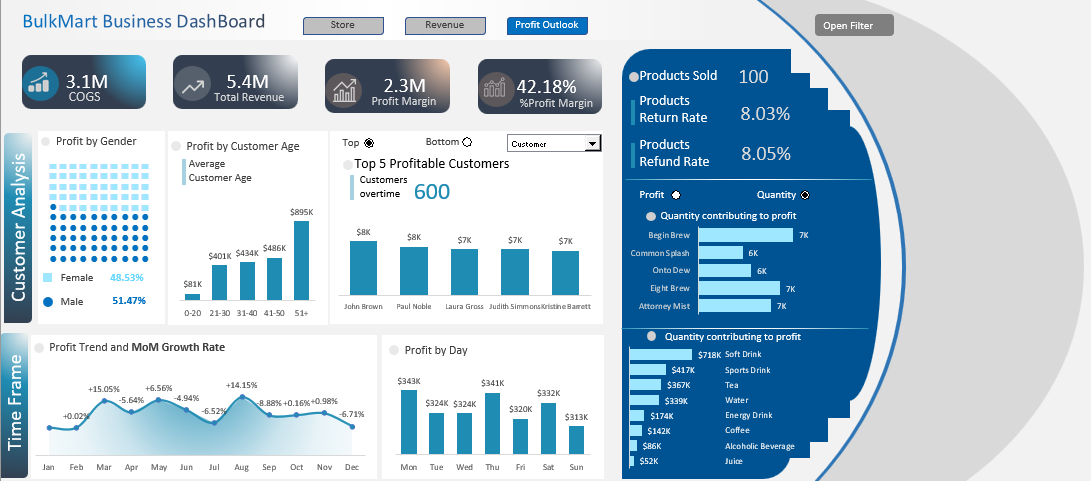 BulkMart Business DashBoard
Store
Revenue
Profit Outlook
Open Filter
3.1M
COGS
5.4M
Total Revenue
2.3M
Profit Margin
42.18%
%Profit Margin
Products Sold 100
Products
Return Rate 8.03%
Products
Refund Rate 8.05%
Customer Analysis
Profit by Gender
Female 48.53%
Male 51.47%
Profit by Customer Age
Average
Customer Age
$81K
$401K
$434K
$486K
$895K
0-20 21-30 31-40 41-50 51+
Top
Bottom
Customer
Top 5 Profitable Customers
Customers
overtime 600
$8K $8K $7K $7K $7K
John Brown Paul Noble Laura Gross Judith Simmons Kristine Barrett
Profit
Quantity
Quantity contributing to profit
Begin Brew 7K
Common Splash 6K
Onto Dew 6K
Eight Brew 7K
Attorney Mist 7K
Quantity contributing to profit
$718K Soft Drink
$417K Sports Drink
$367K Tea
$339K Water
$174K Energy Drink
$142K Coffee
$86K Alcoholic Beverage
$52K Juice
Time Frame
Profit Trend and MoM Growth Rate
+0.02% +15.05% -5.64% +6.56% -4.94% -6.52% +14.15% -8.88% +0.16% +0.98% -6.71%
Jan Feb Mar Apr May Jun Jul Aug Sep Oct Nov Dec
Profit by Day
$343K $324K $324K $341K $320K $332K $313K
Mon Tue Wed Thu Fri Sat Sun